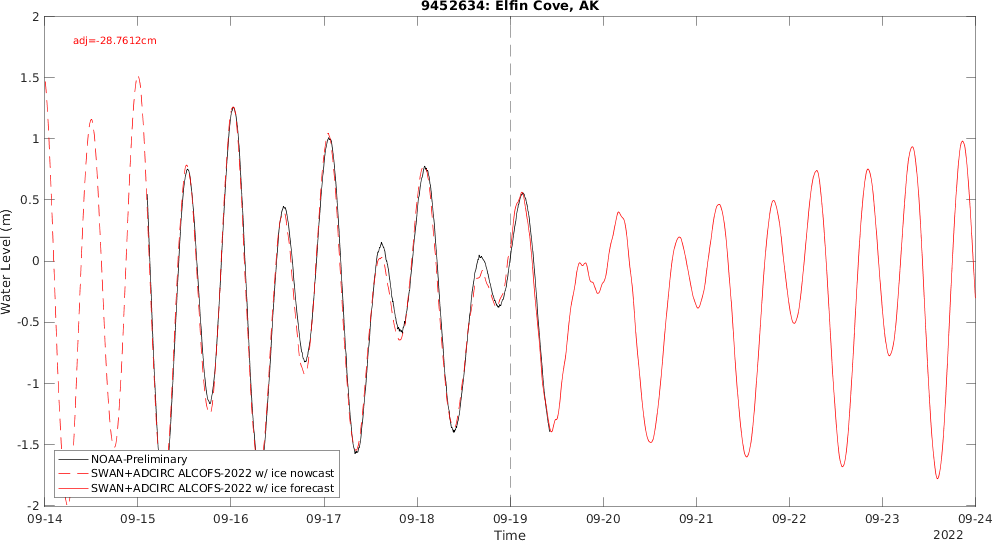 9452634: Elfin Cove, AK
adj=-28.7612cm
Water Level (m)
2
1.5
1
0.5
0
-0.5
-1
-1.5
-2
NOAA-Preliminary
SWAN+ADCIRC ALCOFS-2022 w/ ice nowcast
SWAN+ADCIRC ALCOFS-2022 w/ ice forecast
09-14 09-15 09-16 09-17 09-18 09-19 09-20 09-21 09-22 09-23 09-24
Time
2022